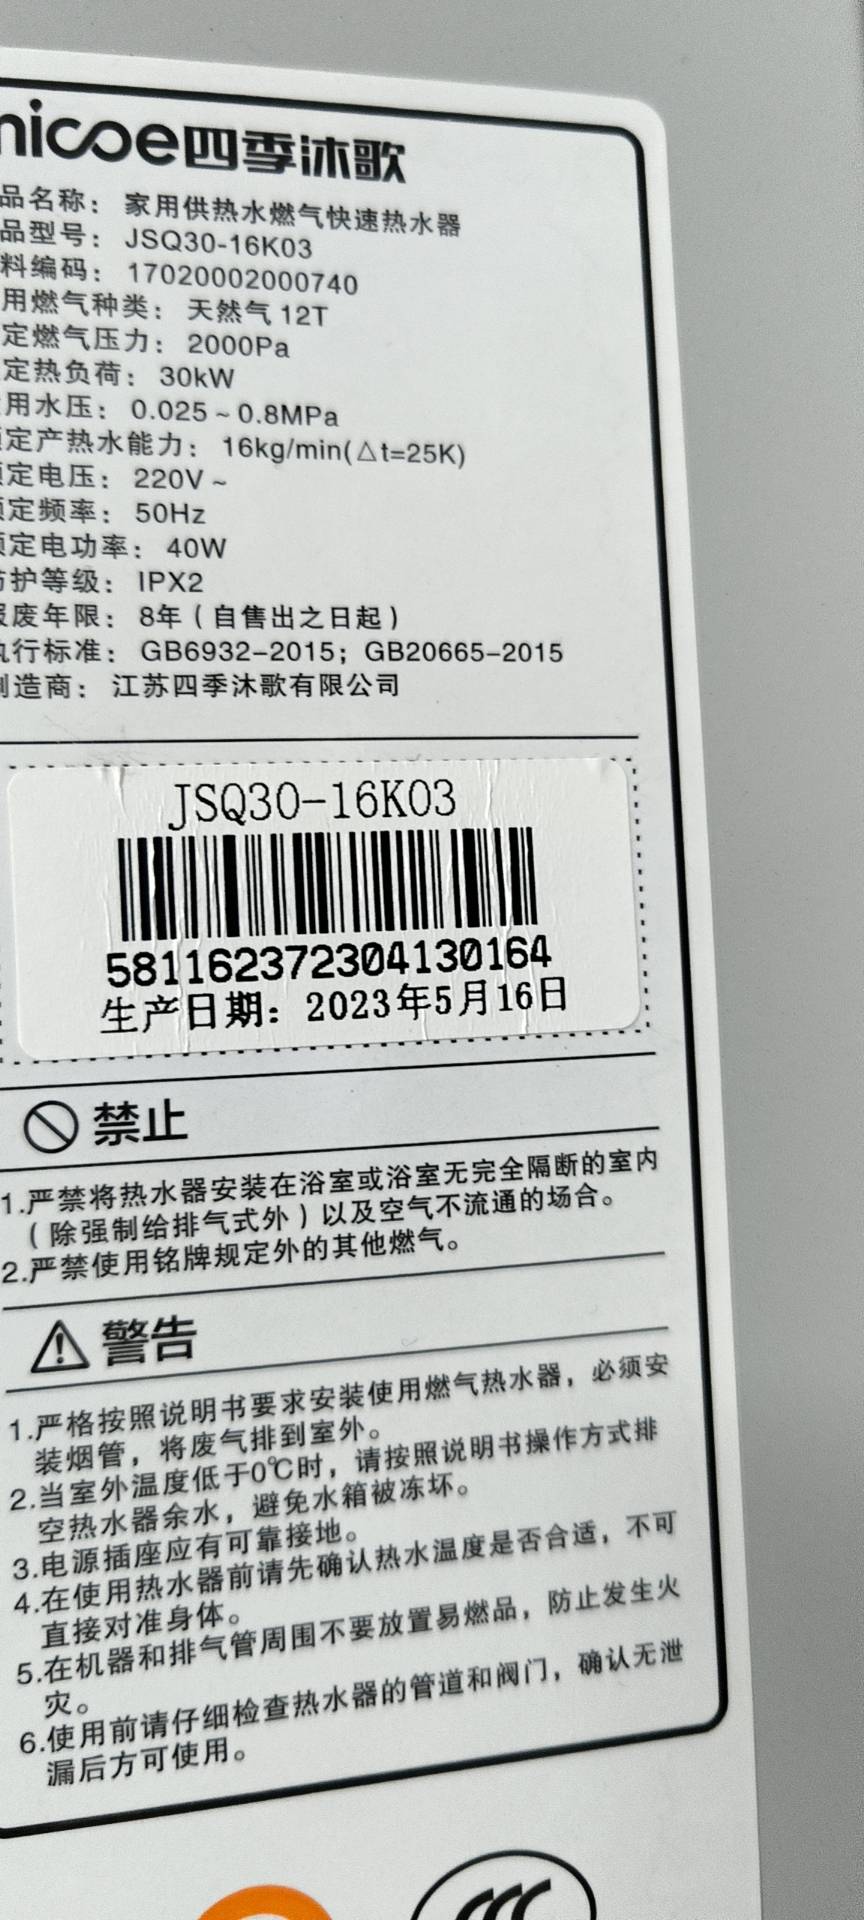 micoe四季沐歌
品名称：家用供热水燃气快速热水器
品型号：JSQ30-16K03
料编码：17020002000740
用燃气种类：天然气 12T
定燃气压力：2000Pa
定热负荷：30kW
用水压：0.025~0.8MPa
定产热水能力：16kg/min(△t=25K)
定电压：220V~
定频率：50Hz
定电功率：40W
护等级：IPX2
废年限：8年（自售出之日起）
行标准：GB6932-2015；GB20665-2015
造商：江苏四季沐歌有限公司
JSQ30-16K03
5811623723041301​64
生产日期：2023年5月16日
禁止
1.严禁将热水器安装在浴室或浴室无完全隔断的室内
（除强制给排气式外）以及空气不流通的场合。
2.严禁使用铭牌规定外的其他燃气。
警告
1.严格按照说明书要求安装使用燃气热水器，必须安
装烟管，将废气排到室外。
2.当室外温度低于0℃时，请按照说明书操作方式排
空热水器余水，避免水箱被冻坏。
3.电源插座应有可靠接地。
4.在使用热水器前请先确认热水温度是否合适，不可
直接对准身体。
5.在机器和排气管周围不要放置易燃品，防止发生火
灾。
6.使用前请仔细检查热水器的管道和阀门，确认无泄
漏后方可使用。